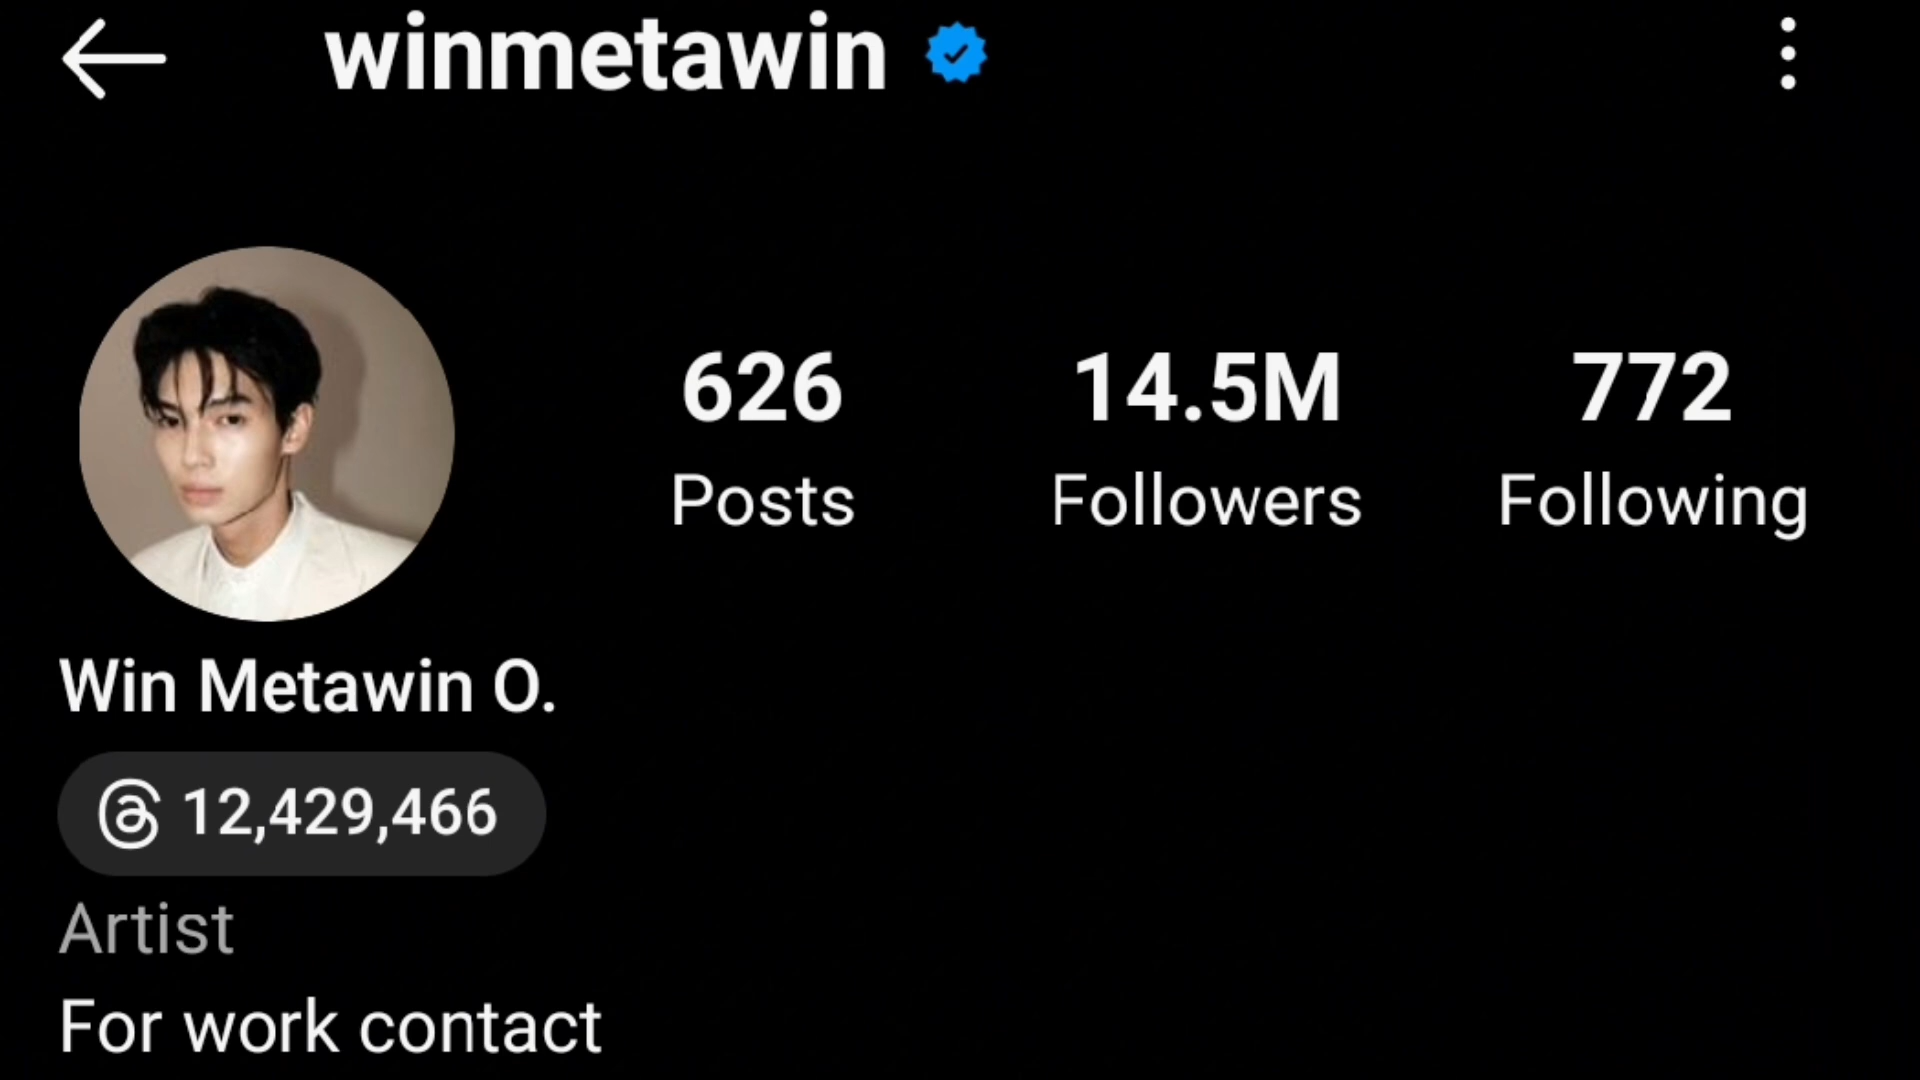 winmetawin
626 14.5M 772
Posts Followers Following
Win Metawin O.
12,429,466
Artist
For work contact